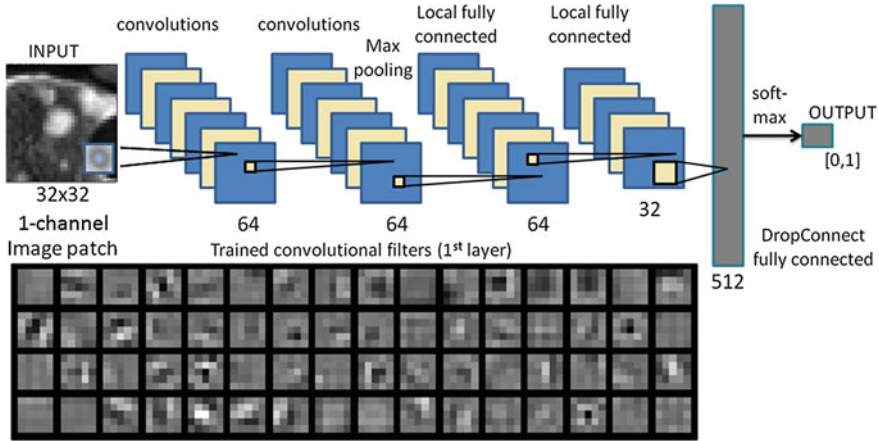 INPUT
convolutions
convolutions
Max
pooling
Local fully
connected
Local fully
connected
soft-
max
OUTPUT
[0,1]
32x32
1-channel
Image patch
64
64
64
32
512
DropConnect
fully connected
Trained convolutional filters (1st layer)